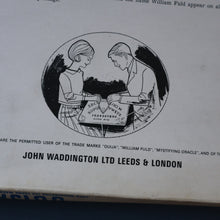 the name William Fuld appear on al
ARE THE PERMITTED USER OF THE TRADE MARKS "OUIJA", "WILLIAM FULD", "MYSTIFYING ORACLE", AND OF T
JOHN WADDINGTON LTD LEEDS & LONDON